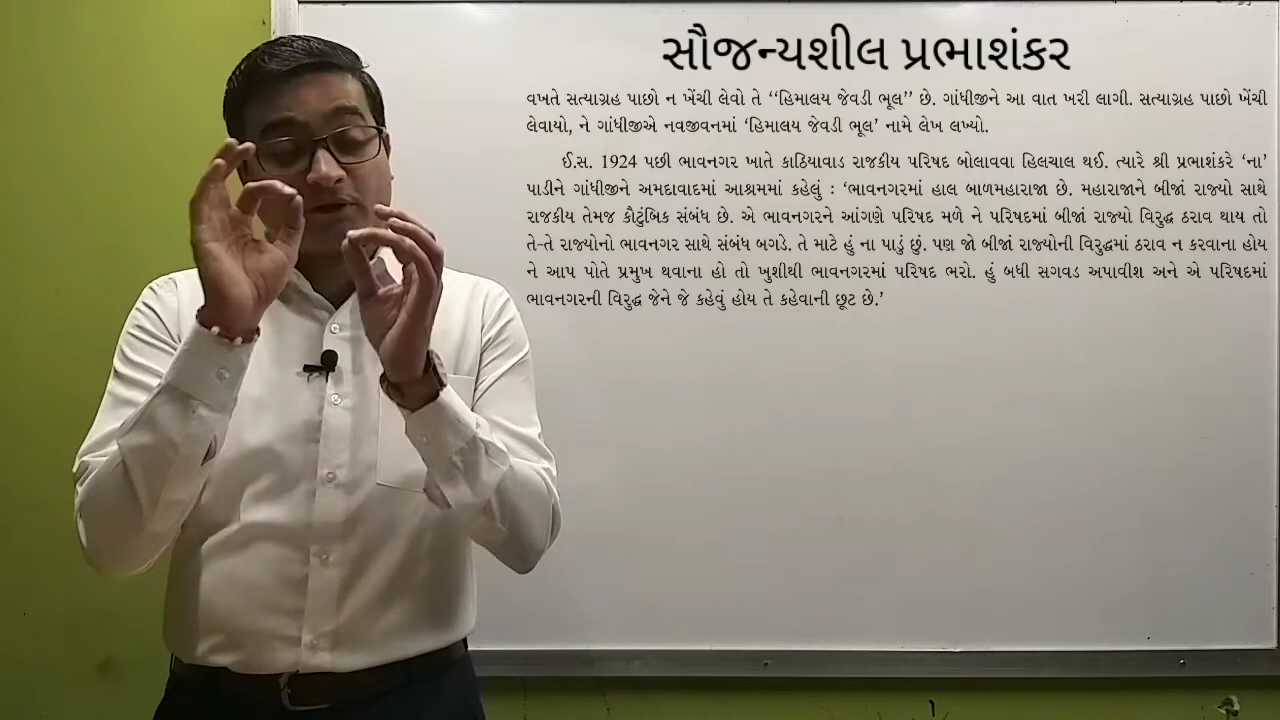 સૌજન્યશીલ પ્રભાશંકર
વખતે સત્યાગ્રહ પાછો ન ખેંચી લેવો તે ‘‘હિમાલય જેવડી ભૂલ’’ છે. ગાંધીજીને આ વાત ખરી લાગી. સત્યાગ્રહ પાછો ખેંચી
લેવાયો, ને ગાંધીજીએ નવજીવનમાં ‘હિમાલય જેવડી ભૂલ’ નામે લેખ લખ્યો.
ઈ.સ. 1924 પછી ભાવનગર ખાતે કાઠિયાવાડ રાજકીય પરિષદ બોલાવવા હિલચાલ થઈ. ત્યારે શ્રી પ્રભાશંકરે ‘ના’
પાડીને ગાંધીજીને અમદાવાદમાં આશ્રમમાં કહેલું : ‘ભાવનગરમાં હાલ બાળમહારાજા છે. મહારાજાને બીજાં રાજ્યો સાથે
રાજકીય તેમજ કૌટુંબિક સંબંધ છે. એ ભાવનગરને આંગણે પરિષદ મળે ને પરિષદમાં બીજાં રાજ્યો વિરુદ્ધ ઠરાવ થાય તો
તે-તે રાજ્યોનો ભાવનગર સાથે સંબંધ બગડે. તે માટે હું ના પાડું છું. પણ જો બીજાં રાજ્યોની વિરુદ્ધમાં ઠરાવ ન કરવાના હોય
ને આપ પોતે પ્રમુખ થવાના હો તો ખુશીથી ભાવનગરમાં પરિષદ ભરો. હું બધી સગવડ અપાવીશ અને એ પરિષદમાં
ભાવનગરની વિરુદ્ધ જેને જે કહેવું હોય તે કહેવાની છૂટ છે.’